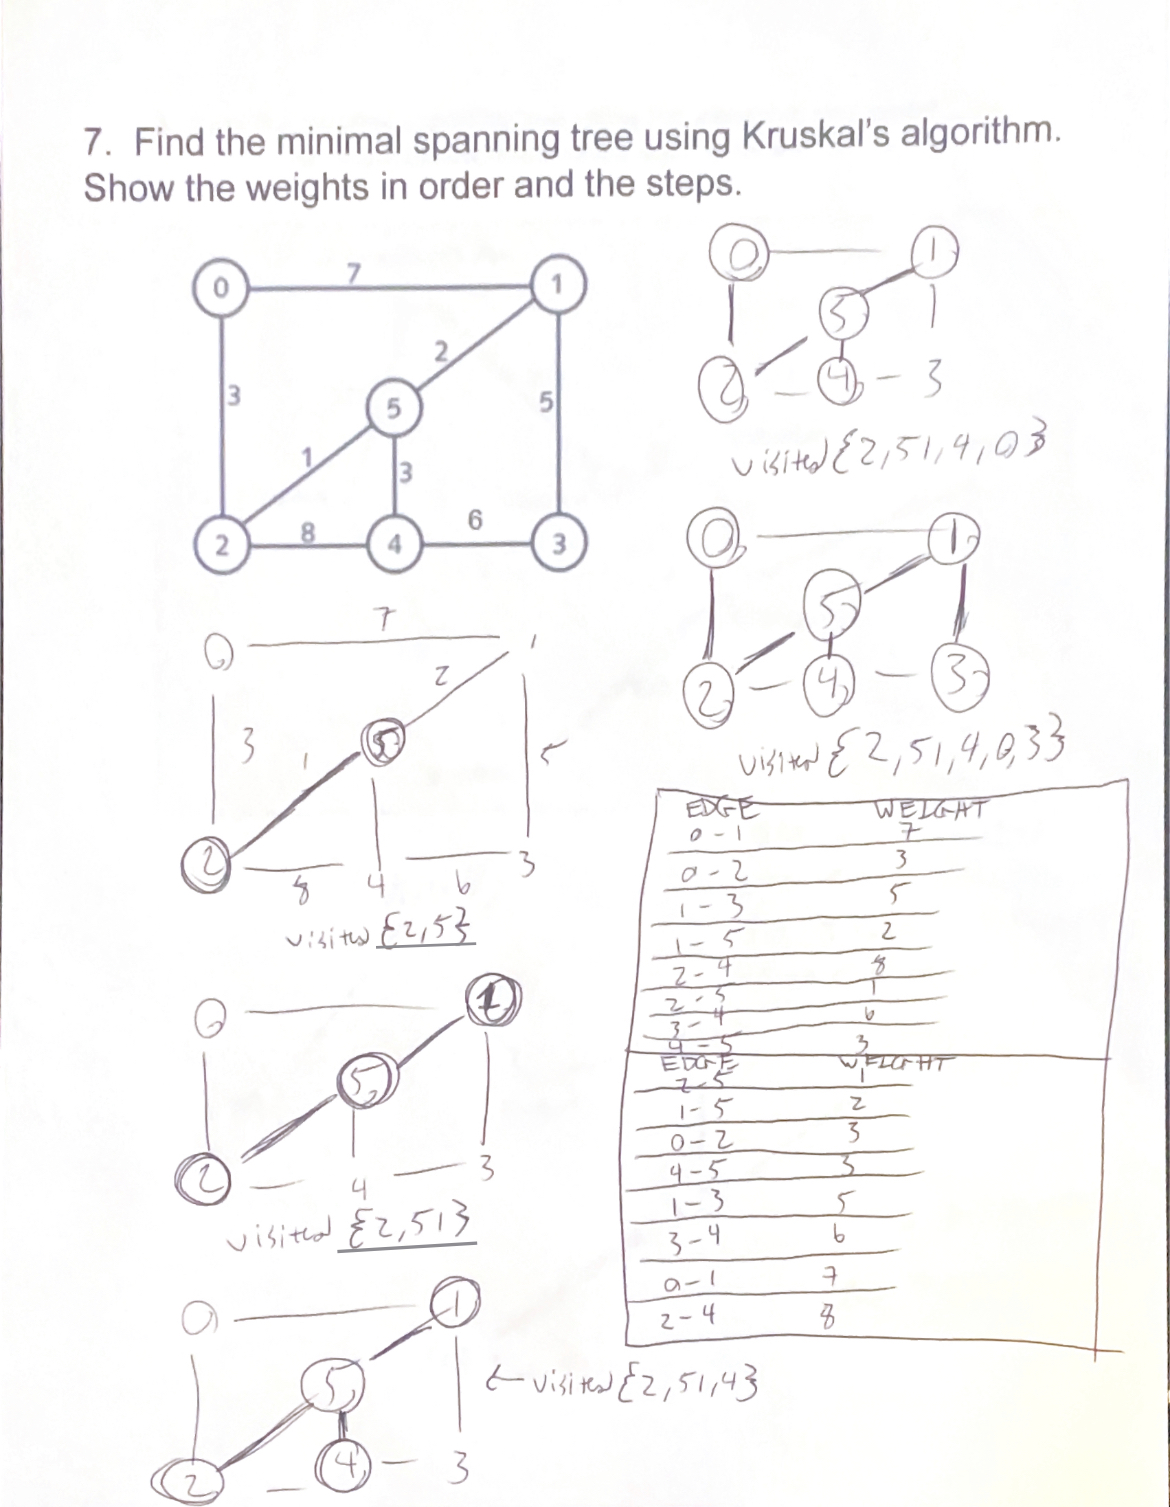 7. Find the minimal spanning tree using Kruskal's algorithm.
Show the weights in order and the steps.
0 7 1
2
3 5 5
1 3
2 8 4 6 3
7
0 1
2
3 1 5 5
2 8 4 6 3
visited {2,5}
0 1
5
2 4 3
visited {2,51}
0 1
5
2 4 3
← visited {2,51,4}
0 1
5
2 4 3
visited {2,51,4,0}
0 1
5
2 4 3
visited {2,51,4,0,3}
EDGE WEIGHT
0-1 7
0-2 3
1-3 5
1-5 2
2-4 8
2-5 1
3-4 6
4-5 3
EDGE WEIGHT
2-5 1
1-5 2
0-2 3
4-5 3
1-3 5
3-4 6
0-1 7
2-4 8